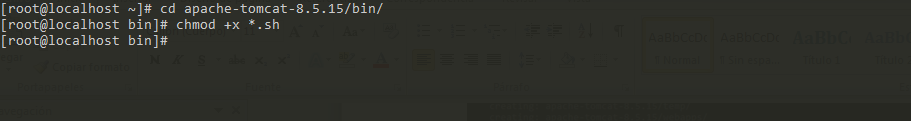 [root@localhost ~]# cd apache-tomcat-8.5.15/bin/
[root@localhost bin]# chmod +x *.sh
[root@localhost bin]#